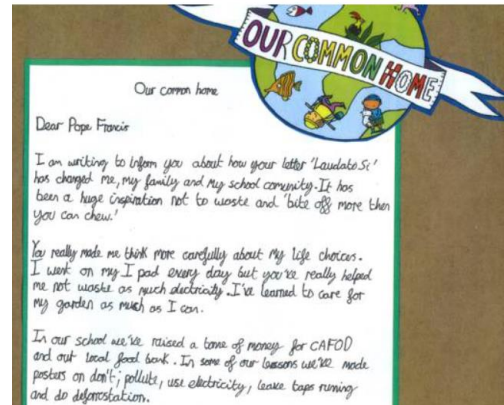 OUR COMMON HOME
Our common home
Dear Pope Francis
I am writing to inform you about how your letter 'Laudato Si'
has changed me, my family and my school comunity. It has
been a huge inspiration not to waste and 'bite off more then
you can chew.'
You really made me think more carefully about my life choices.
I went on my I pad every day but you've really helped
me not waste as much electricity. I've learned to care for
my garden as much as I can.
In our school we've raised a tone of money for CAFOD
and out local food bank. In some of our lessons we've made
posters on don't; pollute, use electricity, leave taps runing
and do deforostation.